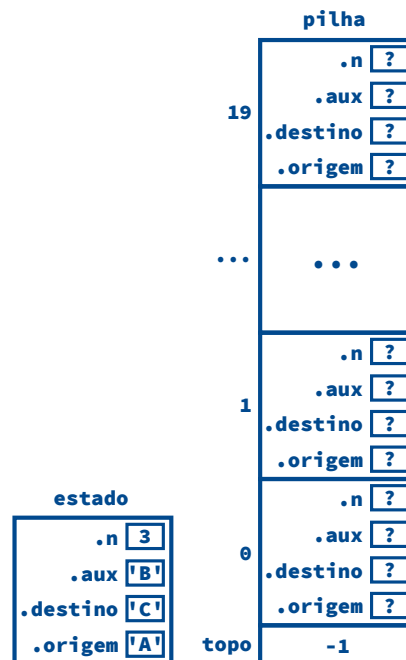 pilha
.n ?
.aux ?
19
.destino ?
.origem ?
... ...
.n ?
.aux ?
1
.destino ?
.origem ?
estado
.n ?
.n 3
.aux ?
0
.aux 'B'
.destino ?
.destino 'C'
.origem ?
.origem 'A'
topo -1